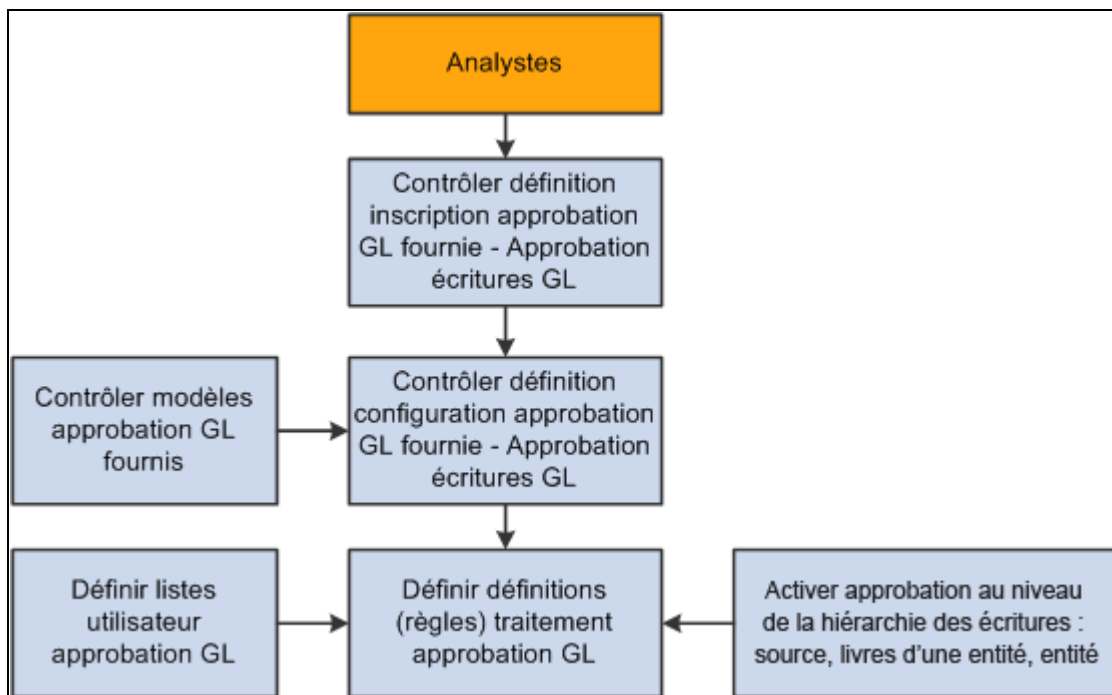 Analystes
Contrôler définition
inscription approbation
GL fournie - Approbation
écritures GL
Contrôler modèles
approbation GL
fournis
Contrôler définition
configuration approbation
GL fournie - Approbation
écritures GL
Définir listes
utilisateur
approbation GL
Définir définitions
(règles) traitement
approbation GL
Activer approbation au niveau
de la hiérarchie des écritures :
source, livres d'une entité, entité